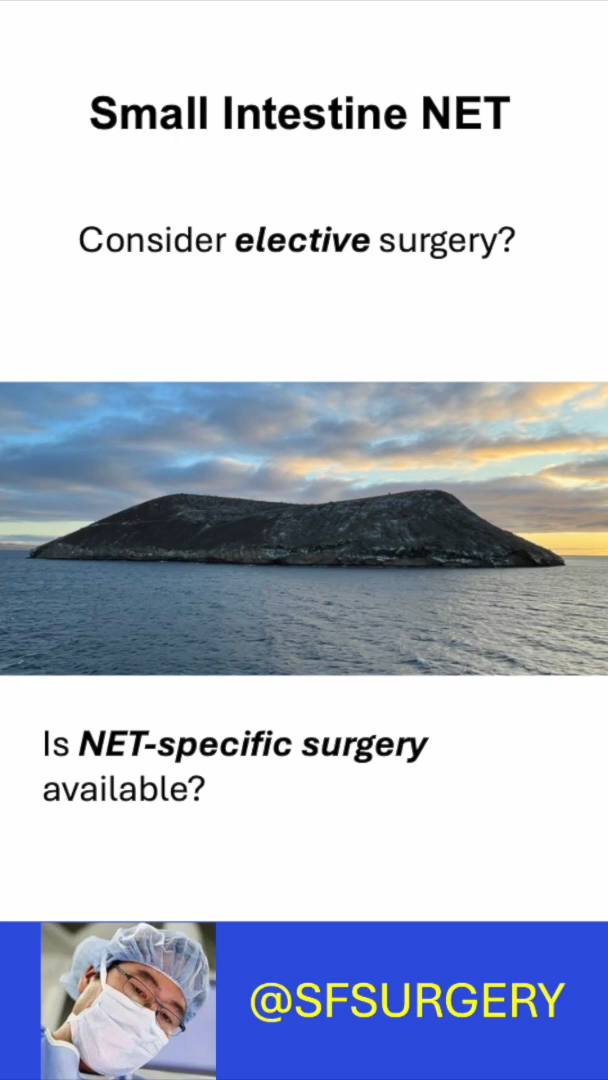 Small Intestine NET
Consider elective surgery?
Is NET-specific surgery
available?
@SFSURGERY